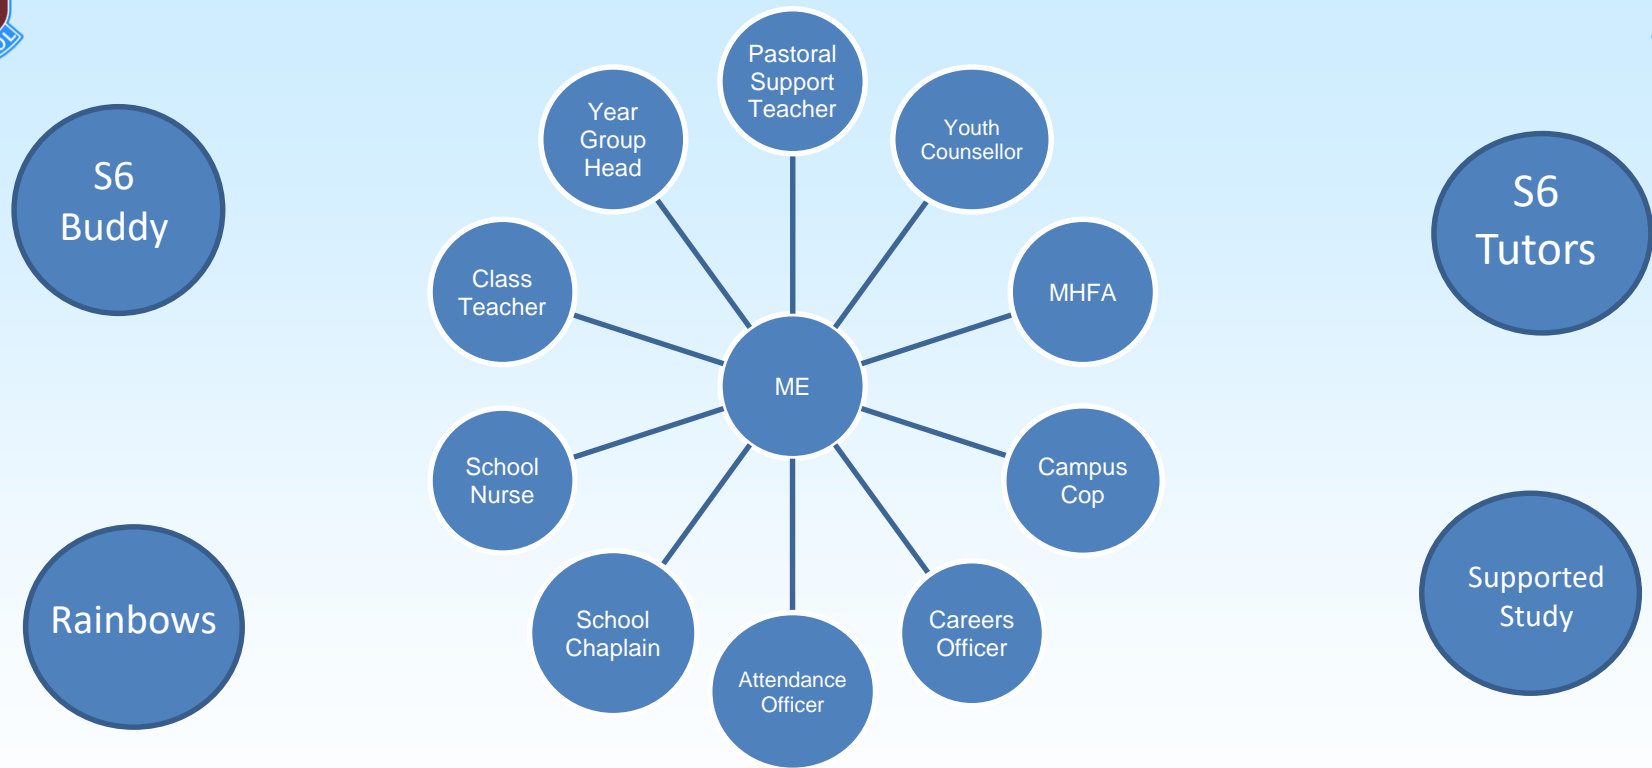 Pastoral
Support
Teacher
Year
Group
Head
Youth
Counsellor
S6
Buddy
S6
Tutors
Class
Teacher
MHFA
ME
School
Nurse
Campus
Cop
Rainbows
School
Chaplain
Careers
Officer
Supported
Study
Attendance
Officer